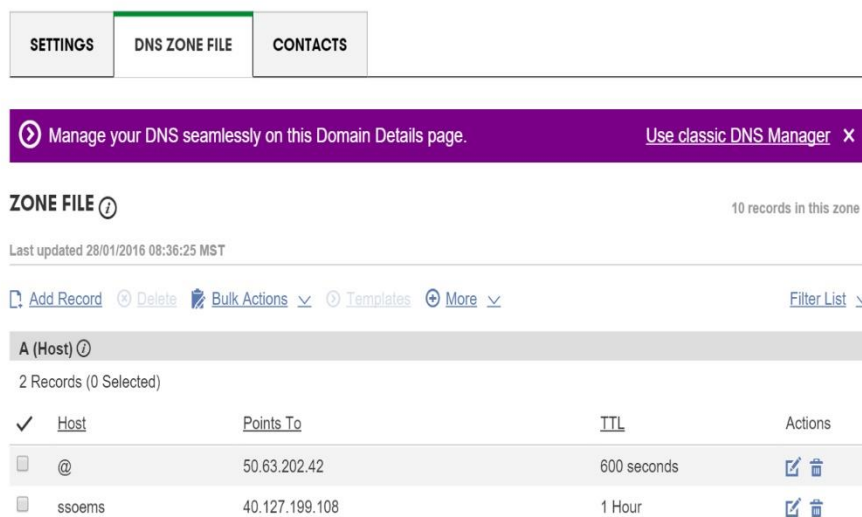 SETTINGS DNS ZONE FILE CONTACTS
Manage your DNS seamlessly on this Domain Details page. Use classic DNS Manager X
ZONE FILE
10 records in this zone
Last updated 28/01/2016 08:36:25 MST
Add Record Delete Bulk Actions Templates More Filter List
A (Host)
2 Records (0 Selected)
Host Points To TTL Actions
@ 50.63.202.42 600 seconds
ssoems 40.127.199.108 1 Hour